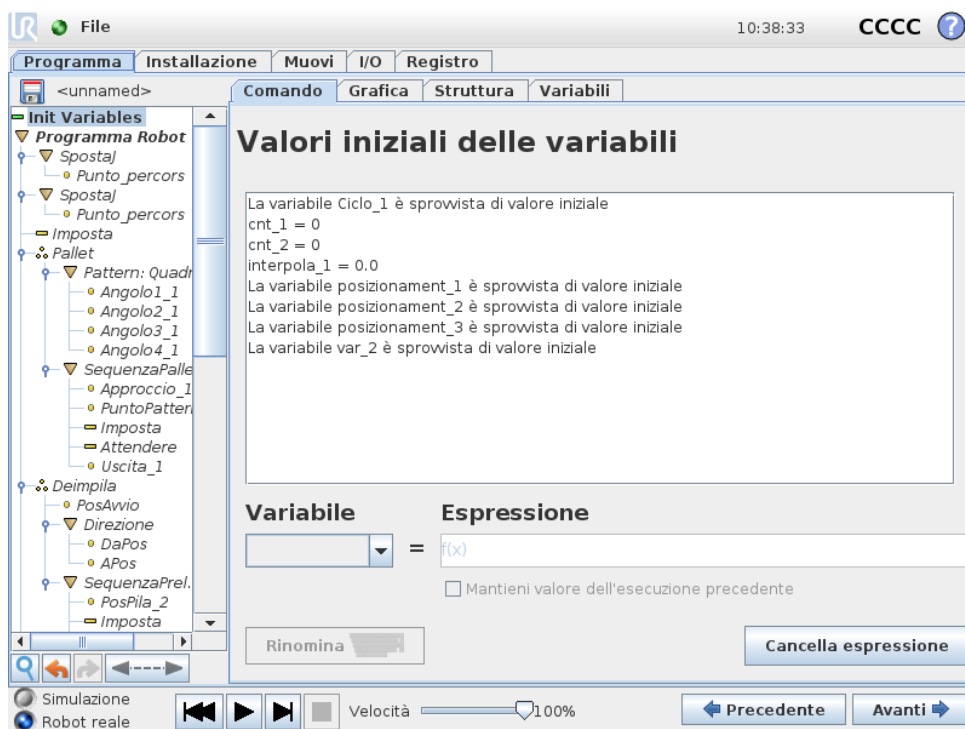 UR File 10:38:33 CCCC ?
Programma Installazione Muovi I/O Registro
<unnamed> Comando Grafica Struttura Variabili
Init Variables
Programma Robot
SpostaJ
Punto_percors
SpostaJ
Punto_percors
Imposta
Pallet
Pattern: Quadr
Angolo1_1
Angolo2_1
Angolo3_1
Angolo4_1
SequenzaPalle
Approccio_1
PuntoPatter
Imposta
Attendere
Uscita_1
Deimpila
PosAvvio
Direzione
DaPos
APos
SequenzaPrel.
PosPila_2
Imposta
Valori iniziali delle variabili
La variabile Ciclo_1 è sprovvista di valore iniziale
cnt_1 = 0
cnt_2 = 0
interpola_1 = 0.0
La variabile posizionament_1 è sprovvista di valore iniziale
La variabile posizionament_2 è sprovvista di valore iniziale
La variabile posizionament_3 è sprovvista di valore iniziale
La variabile var_2 è sprovvista di valore iniziale
Variabile Espressione
= f(x)
Mantieni valore dell'esecuzione precedente
Rinomina Cancella espressione
Simulazione
Robot reale
Velocità 100%
Precedente Avanti